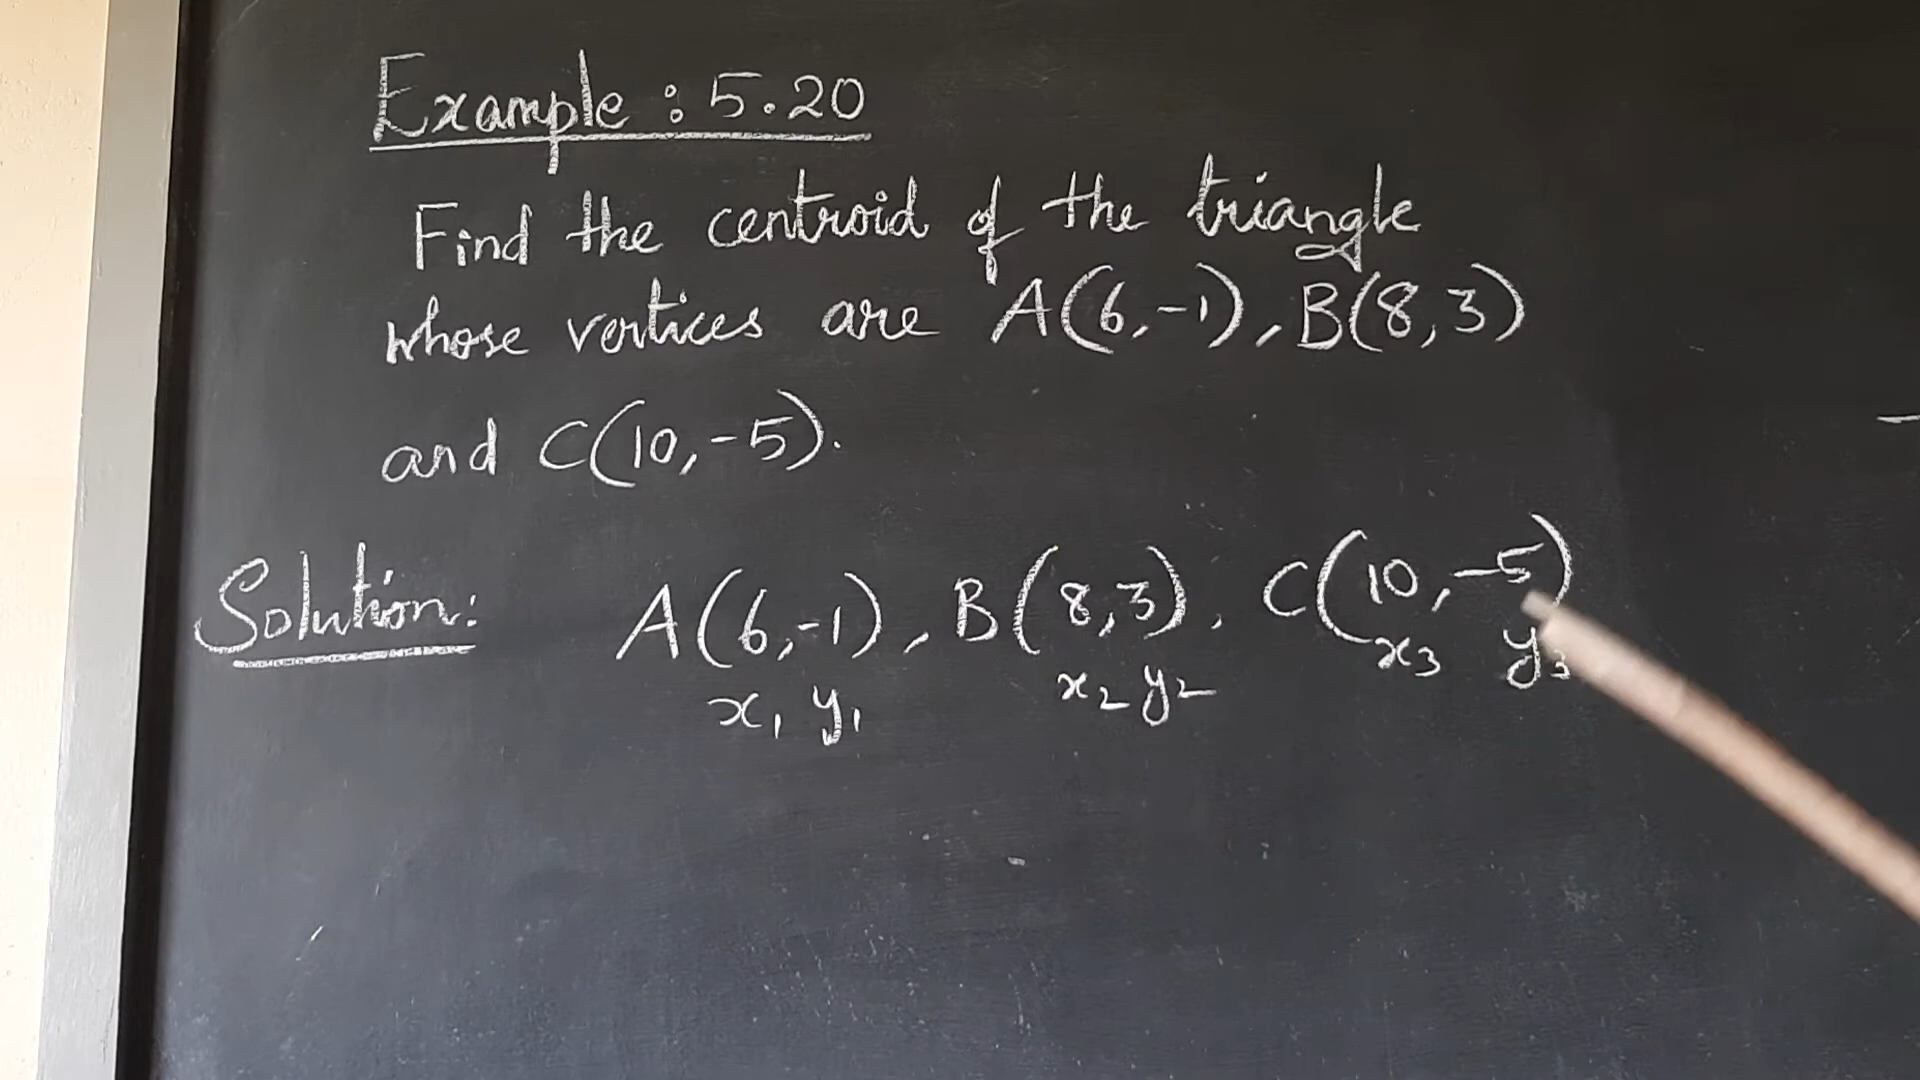 Example : 5.20
Find the centroid of the triangle
whose vertices are A(6,-1), B(8,3)
and C(10,-5).
Solution: A(6,-1), B(8,3), C(10,-5)
x₁ y₁ x₂ y₂ x₃ y₃